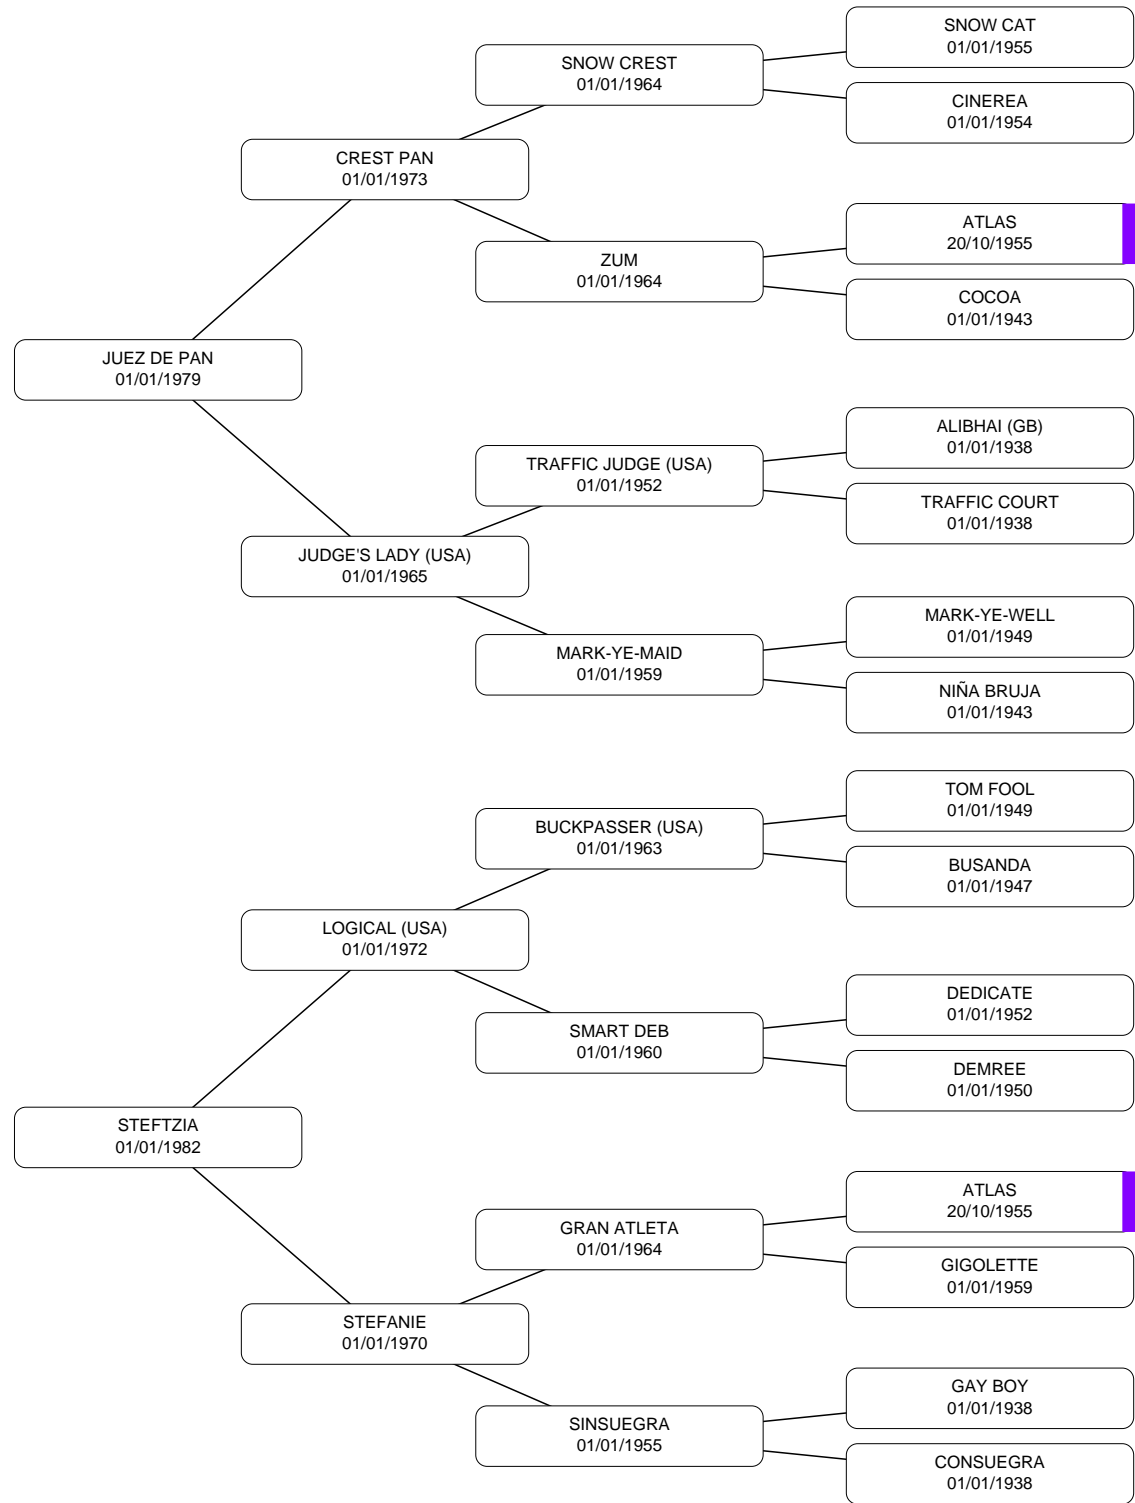 SNOW CAT
01/01/1955
SNOW CREST
01/01/1964
CINEREA
01/01/1954
CREST PAN
01/01/1973
ATLAS
20/10/1955
ZUM
01/01/1964
COCOA
01/01/1943
JUEZ DE PAN
01/01/1979
ALIBHAI (GB)
01/01/1938
TRAFFIC JUDGE (USA)
01/01/1952
TRAFFIC COURT
01/01/1938
JUDGE'S LADY (USA)
01/01/1965
MARK-YE-WELL
01/01/1949
MARK-YE-MAID
01/01/1959
NIÑA BRUJA
01/01/1943
TOM FOOL
01/01/1949
BUCKPASSER (USA)
01/01/1963
BUSANDA
01/01/1947
LOGICAL (USA)
01/01/1972
DEDICATE
01/01/1952
SMART DEB
01/01/1960
DEMREE
01/01/1950
STEFTZIA
01/01/1982
ATLAS
20/10/1955
GRAN ATLETA
01/01/1964
GIGOLETTE
01/01/1959
STEFANIE
01/01/1970
GAY BOY
01/01/1938
SINSUEGRA
01/01/1955
CONSUEGRA
01/01/1938